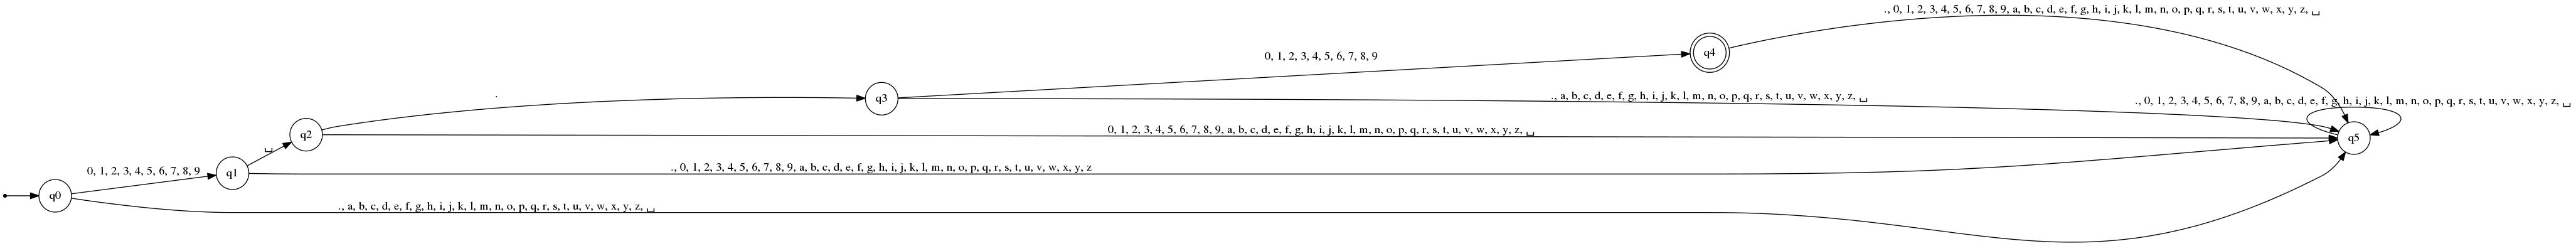 ., 0, 1, 2, 3, 4, 5, 6, 7, 8, 9, a, b, c, d, e, f, g, h, i, j, k, l, m, n, o, p, q, r, s, t, u, v, w, x, y, z, ␣
q4
0, 1, 2, 3, 4, 5, 6, 7, 8, 9
.
q3
., a, b, c, d, e, f, g, h, i, j, k, l, m, n, o, p, q, r, s, t, u, v, w, x, y, z, ␣
., 0, 1, 2, 3, 4, 5, 6, 7, 8, 9, a, b, c, d, e, f, g, h, i, j, k, l, m, n, o, p, q, r, s, t, u, v, w, x, y, z, ␣
q2
0, 1, 2, 3, 4, 5, 6, 7, 8, 9, a, b, c, d, e, f, g, h, i, j, k, l, m, n, o, p, q, r, s, t, u, v, w, x, y, z, ␣
q5
␣
0, 1, 2, 3, 4, 5, 6, 7, 8, 9
q1
., 0, 1, 2, 3, 4, 5, 6, 7, 8, 9, a, b, c, d, e, f, g, h, i, j, k, l, m, n, o, p, q, r, s, t, u, v, w, x, y, z
q0
., a, b, c, d, e, f, g, h, i, j, k, l, m, n, o, p, q, r, s, t, u, v, w, x, y, z, ␣